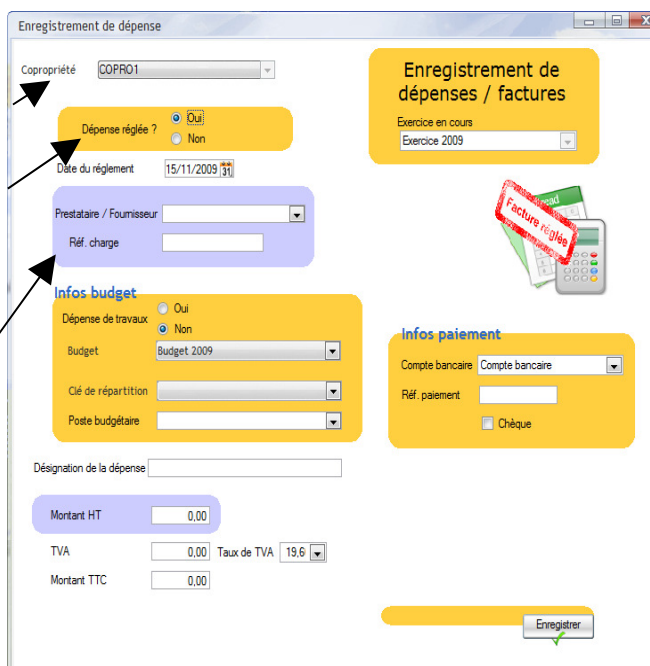 Enregistrement de dépense
Copropriété COPRO1
Enregistrement de
dépenses / factures
Exercice en cours
Exercice 2009
Dépense réglée ?
Oui
Non
Date du réglement 15/11/2009 31
Prestataire / Fournisseur
Réf. charge
Facture réglée
Infos budget
Dépense de travaux
Oui
Non
Budget Budget 2009
Clé de répartition
Poste budgétaire
Infos paiement
Compte bancaire Compte bancaire
Réf. paiement
Chèque
Désignation de la dépense
Montant HT 0,00
TVA 0,00 Taux de TVA 19,6
Montant TTC 0,00
Enregistrer